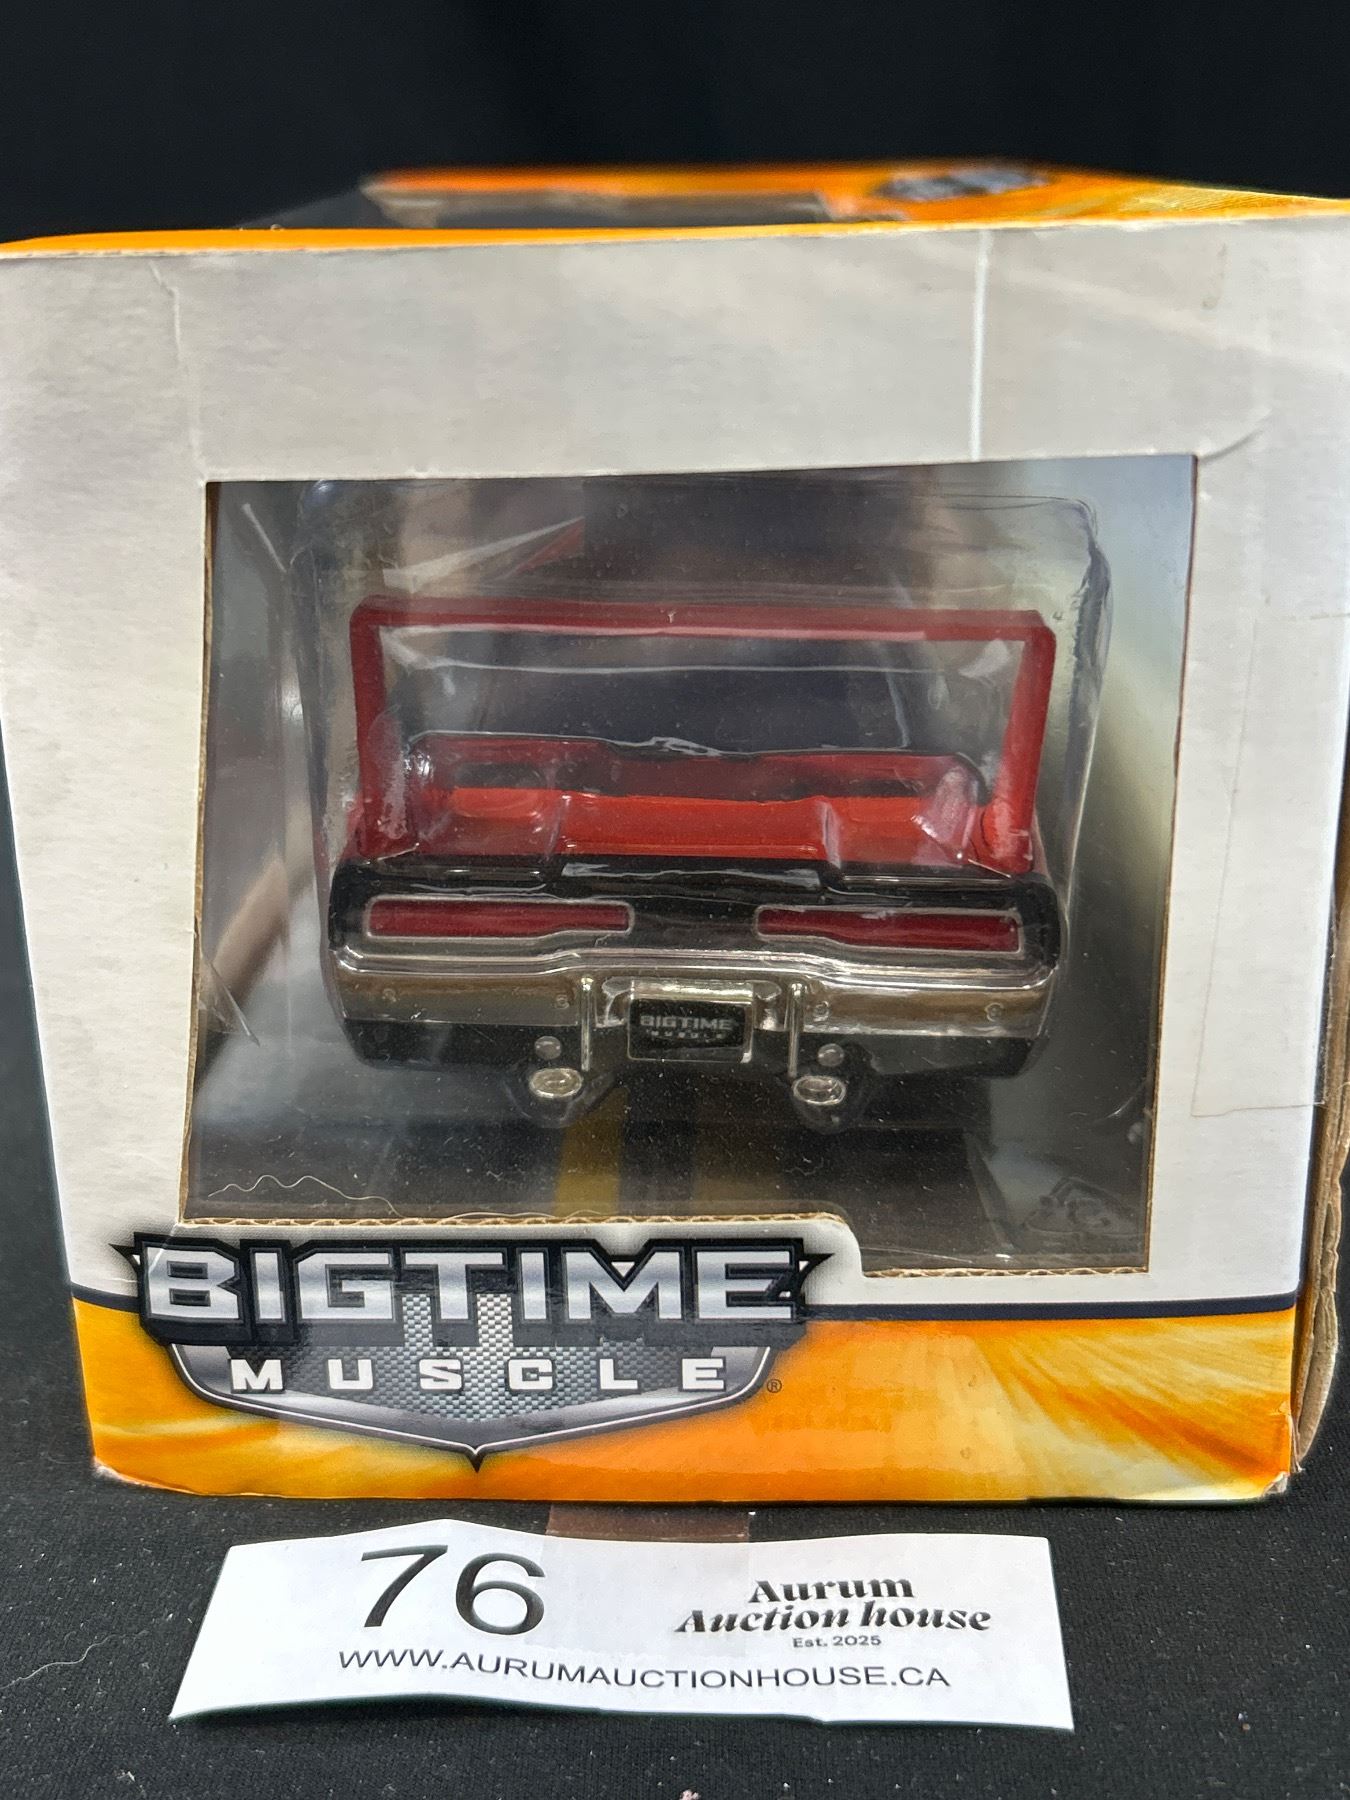 BIGTIME
MUSCLE
BIGTIME
MUSCLE
®
76
Aurum
Auction house
Est. 2025
WWW.AURUMAUCTIONHOUSE.CA